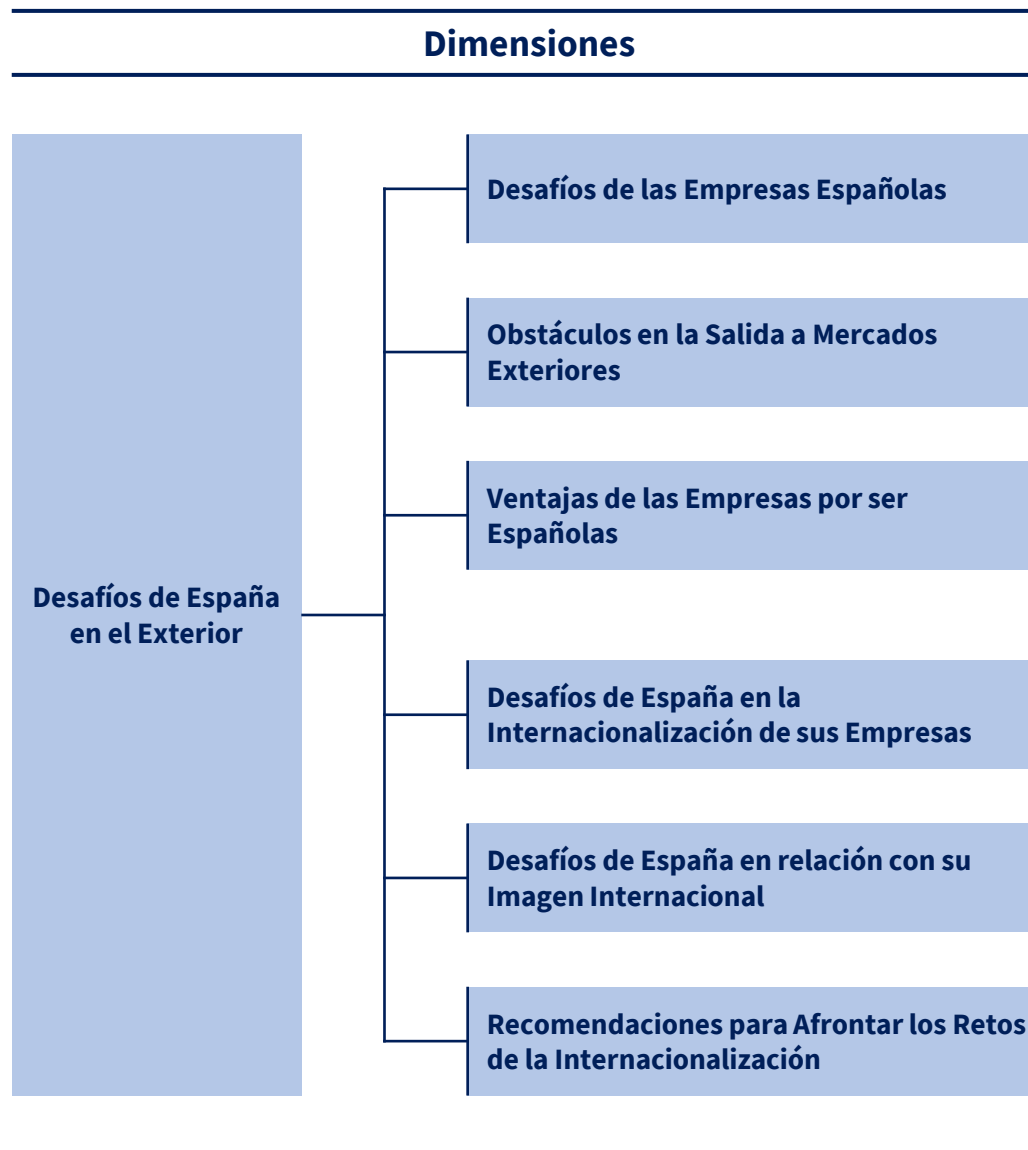 Dimensiones
Desafíos de España
en el Exterior
Desafíos de las Empresas Españolas
Obstáculos en la Salida a Mercados
Exteriores
Ventajas de las Empresas por ser
Españolas
Desafíos de España en la
Internacionalización de sus Empresas
Desafíos de España en relación con su
Imagen Internacional
Recomendaciones para Afrontar los Retos
de la Internacionalización